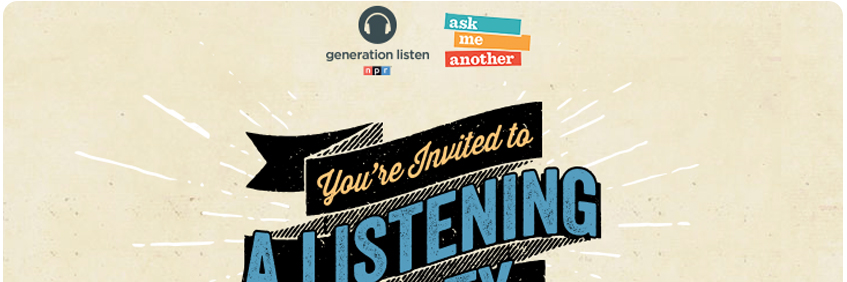 generation listen
npr
ask
me
another
You're Invited to
A LISTENING